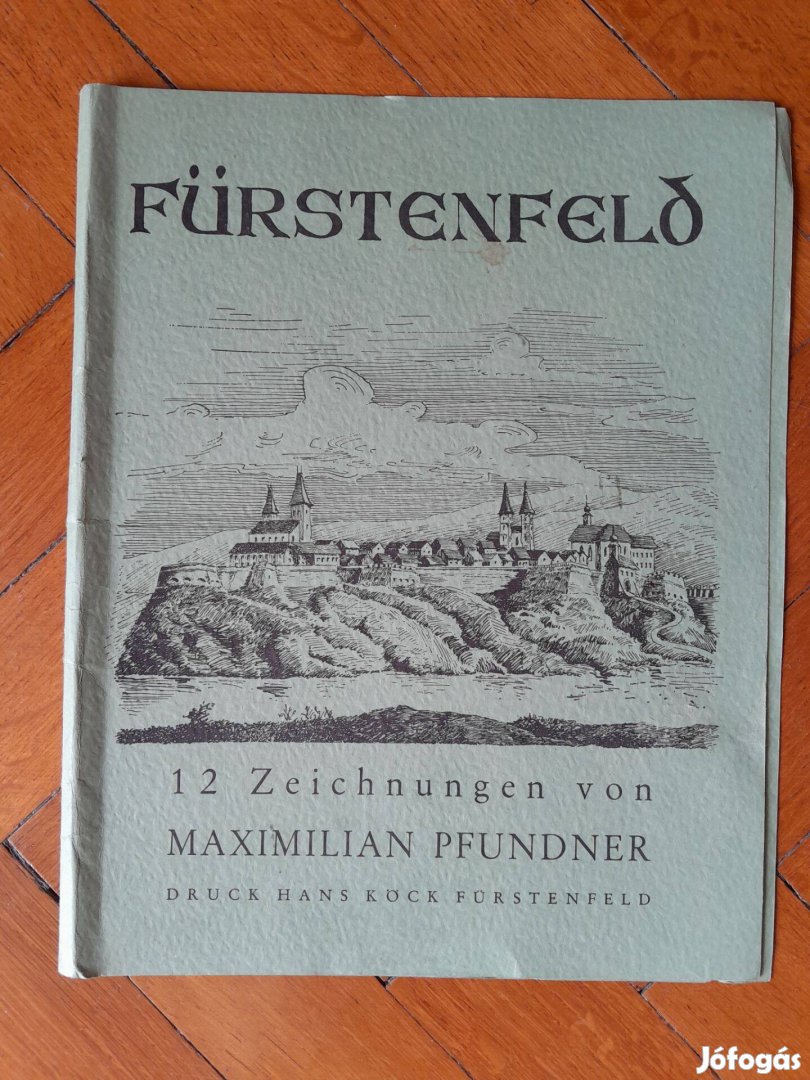 FÜRSTENFELD
12 Zeichnungen von
MAXIMILIAN PFUNDNER
DRUCK HANS KÖCK FÜRSTENFELD
Jófogás